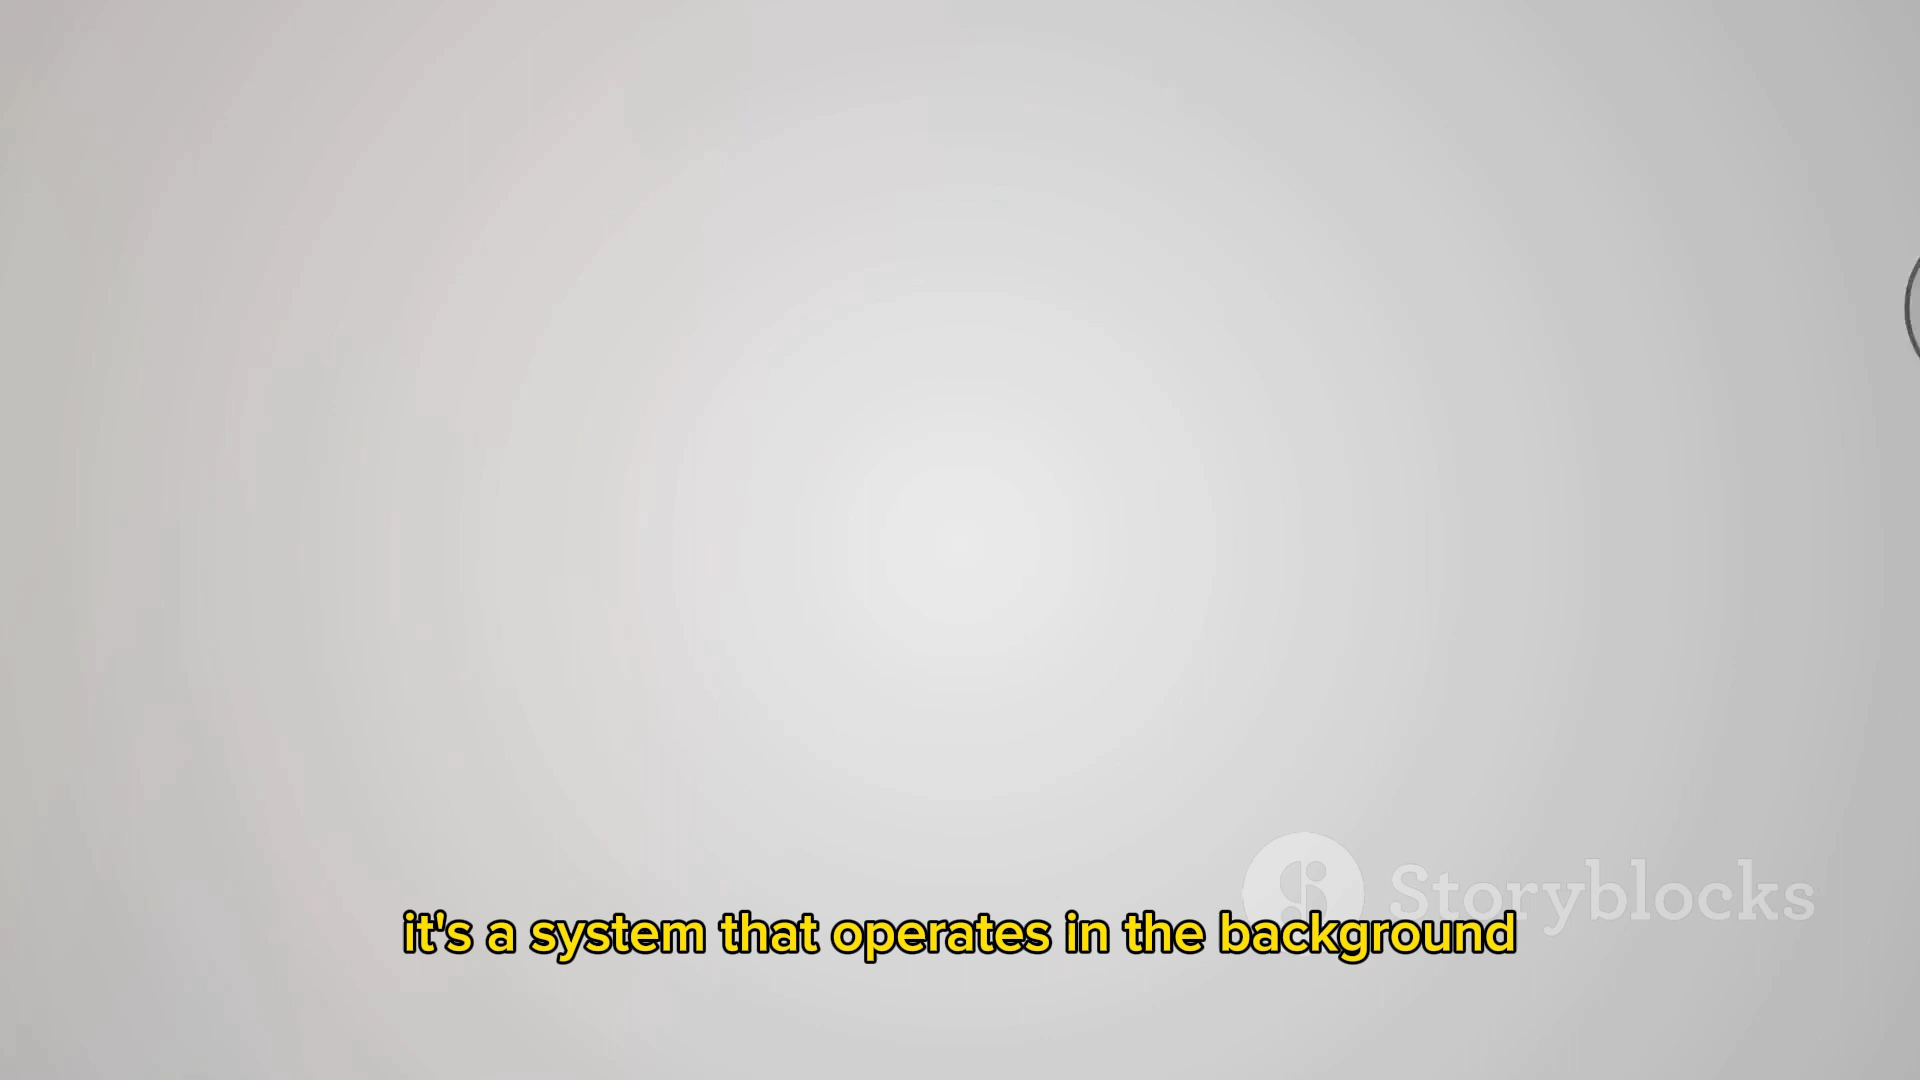 Storyblocks
it's a system that operates in the background